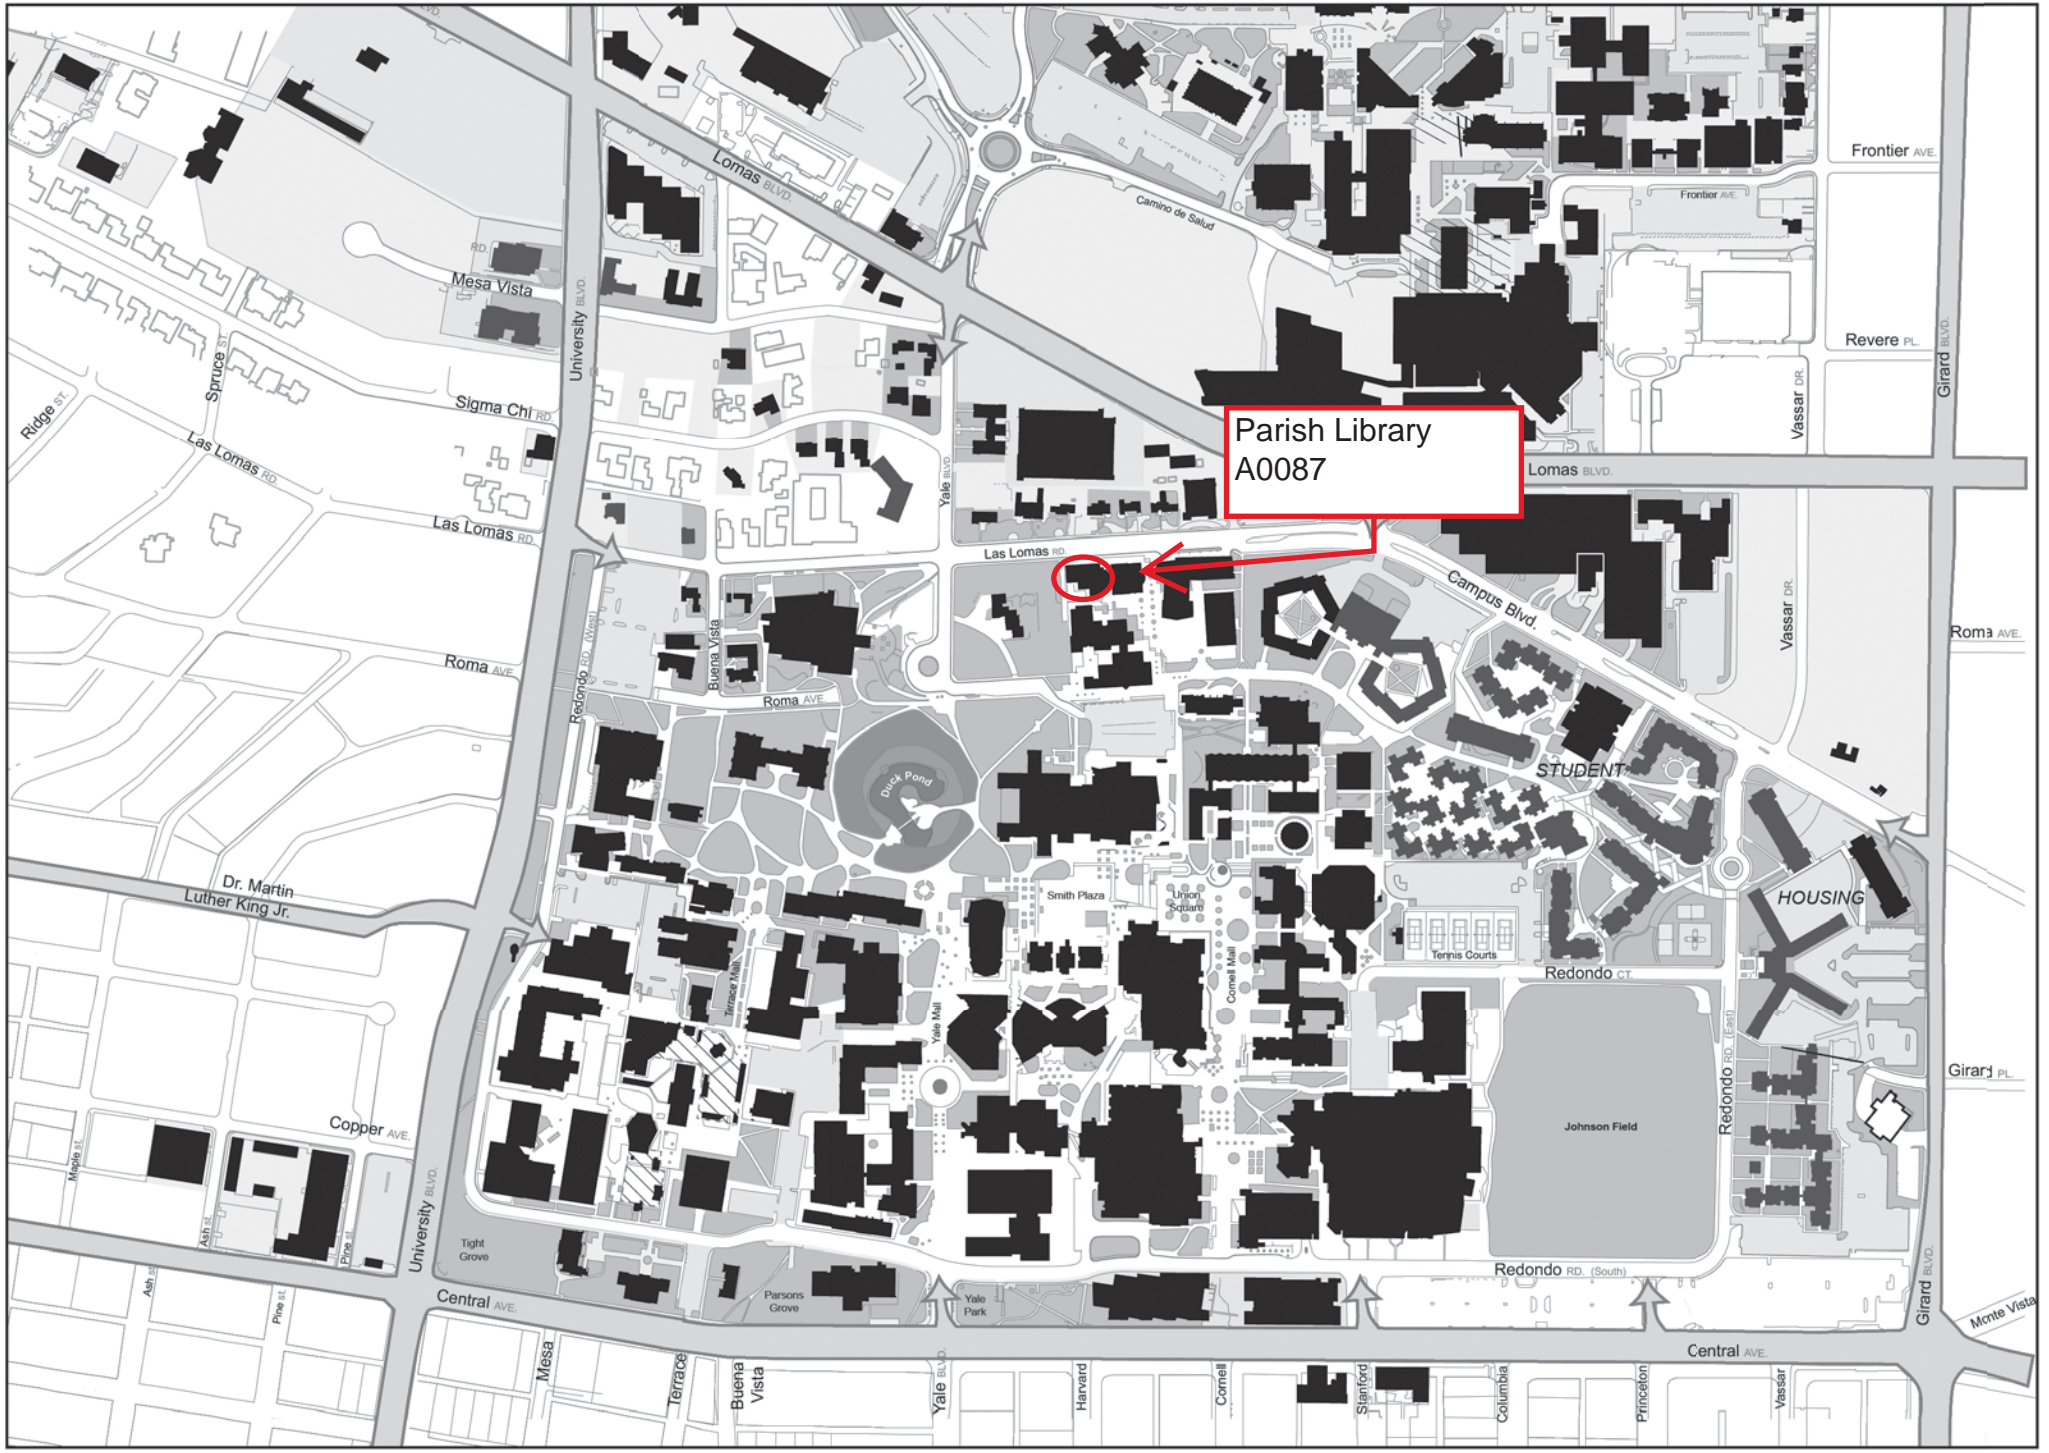 LVD.
Lomas BLVD.
Frontier AVE.
Frontier AVE.
Camino de Salud
RD.
Mesa Vista
University BLVD.
Revere PL.
Girard BLVD.
Spruce ST.
Vassar DR.
Ridge ST.
Sigma Chi RD.
Las Lomas RD.
Parish Library
A0087
Lomas BLVD.
Yale BLVD.
Las Lomas RD.
Las Lomas RD.
Campus Blvd.
Vassar DR.
Roma AVE.
Redondo RD. (West)
Buena Vista
Roma AVE.
Roma AVE.
Duck Pond
STUDENT
Dr. Martin
Luther King Jr.
Smith Plaza
Union
Square
HOUSING
Tennis Courts
Terrace Mall
Cornell Mall
Redondo CT.
Yale Mall
Redondo RD. (East)
Girard PL.
Copper AVE.
Johnson Field
Maple st.
University BLVD.
Ash st.
Pine st.
Tight
Grove
Redondo RD. (South)
Girard BLVD.
Ash st.
Pine st.
Central AVE.
Parsons
Grove
Yale
Park
Monte Vista
Central AVE.
Mesa
Terrace
Buena
Vista
Yale BLVD.
Harvard
Cornell
Stanford
Columbia
Princeton
Vassar